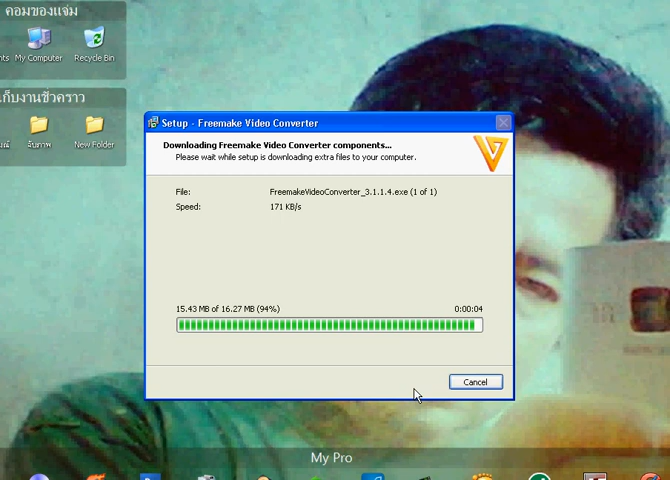 คอมของแจ่ม
nts
My Computer
Recycle Bin
เก็บงานชั่วคราว
New Folder
Setup - Freemake Video Converter
Downloading Freemake Video Converter components...
Please wait while setup is downloading extra files to your computer.
File: FreemakeVideoConverter_3.1.1.4.exe (1 of 1)
Speed: 171 KB/s
15.43 MB of 16.27 MB (94%) 0:00:04
Cancel
My Pro